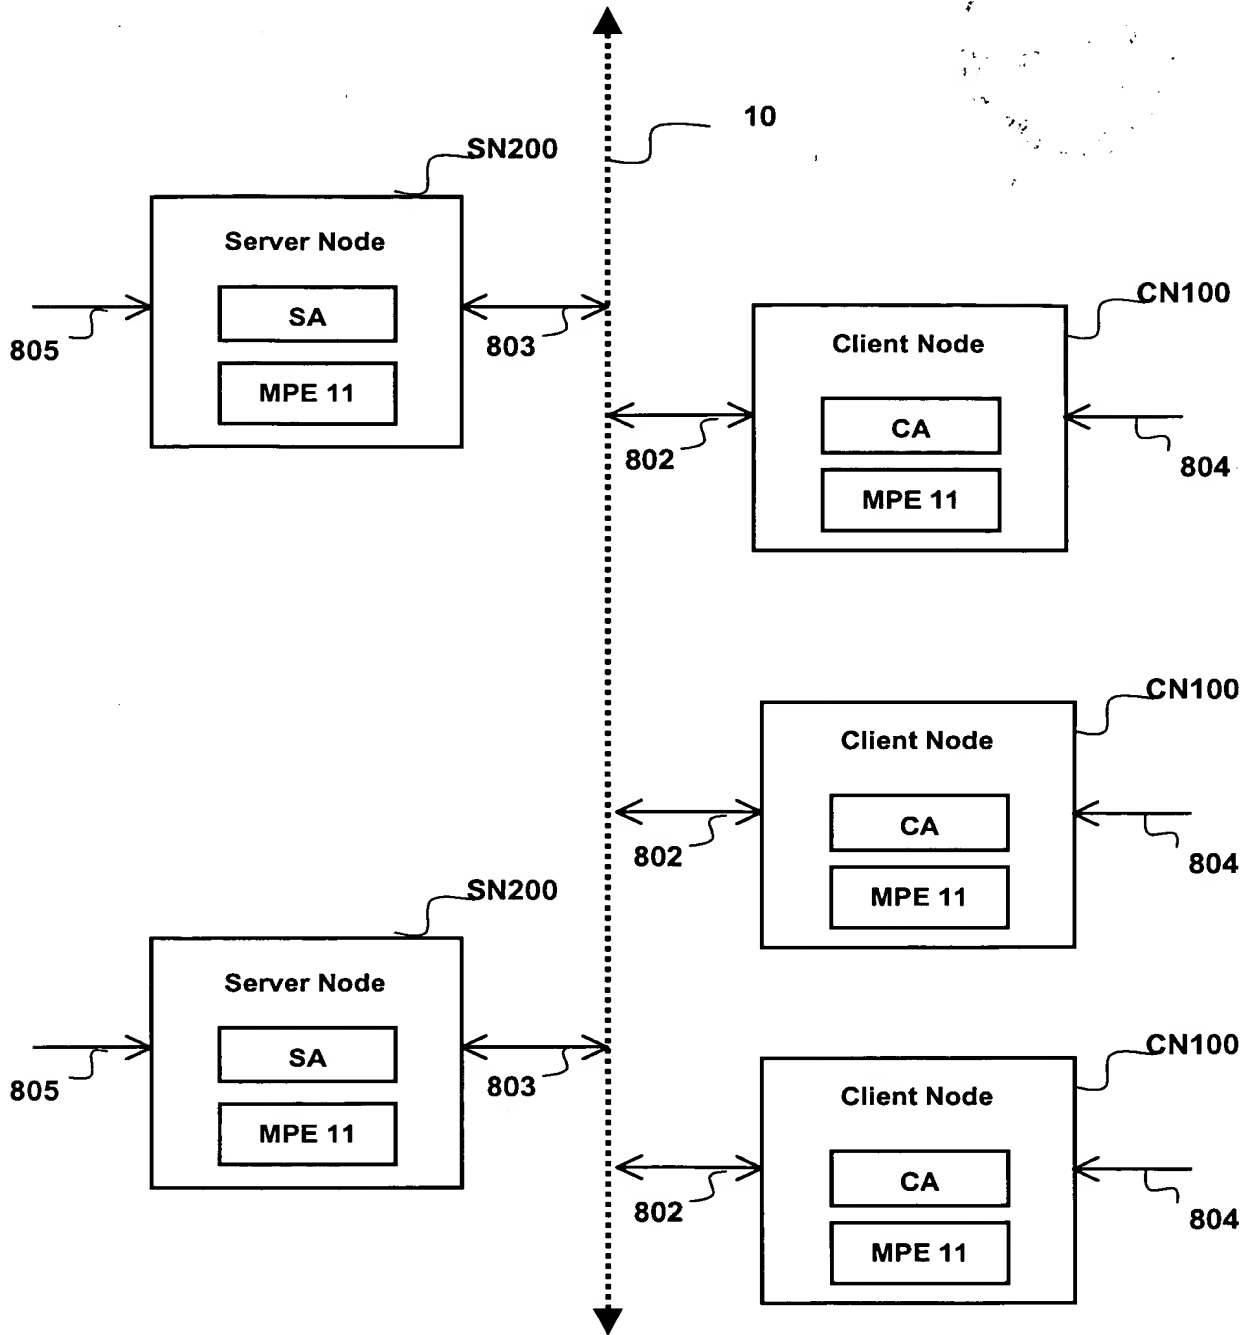 10
SN200
Server Node
SA
MPE 11
805
803
CN100
Client Node
CA
MPE 11
802
804
CN100
Client Node
CA
MPE 11
802
804
SN200
Server Node
SA
MPE 11
805
803
CN100
Client Node
CA
MPE 11
802
804